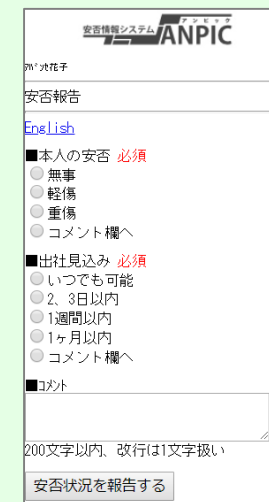 安否情報システム ANPIC
アンピック
ｱﾝﾋﾟｯｸ花子
安否報告
English
■本人の安否 必須
無事
軽傷
重傷
コメント欄へ
■出社見込み 必須
いつでも可能
2、3日以内
1週間以内
1ヶ月以内
コメント欄へ
■ｺﾒﾝﾄ
200文字以内、改行は1文字扱い
安否状況を報告する